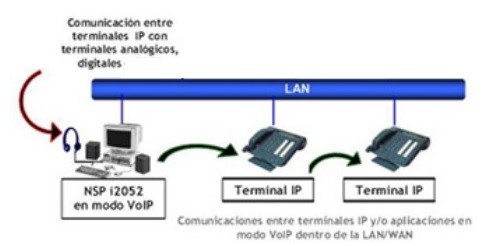 Comunicación entre
terminales IP con
terminales analógicos,
digitales
LAN
NSP i2052
en modo VoIP
Terminal IP
Terminal IP
Comunicaciones entre terminales IP y/o aplicaciones en
modo VoIP dentro de la LAN/WAN